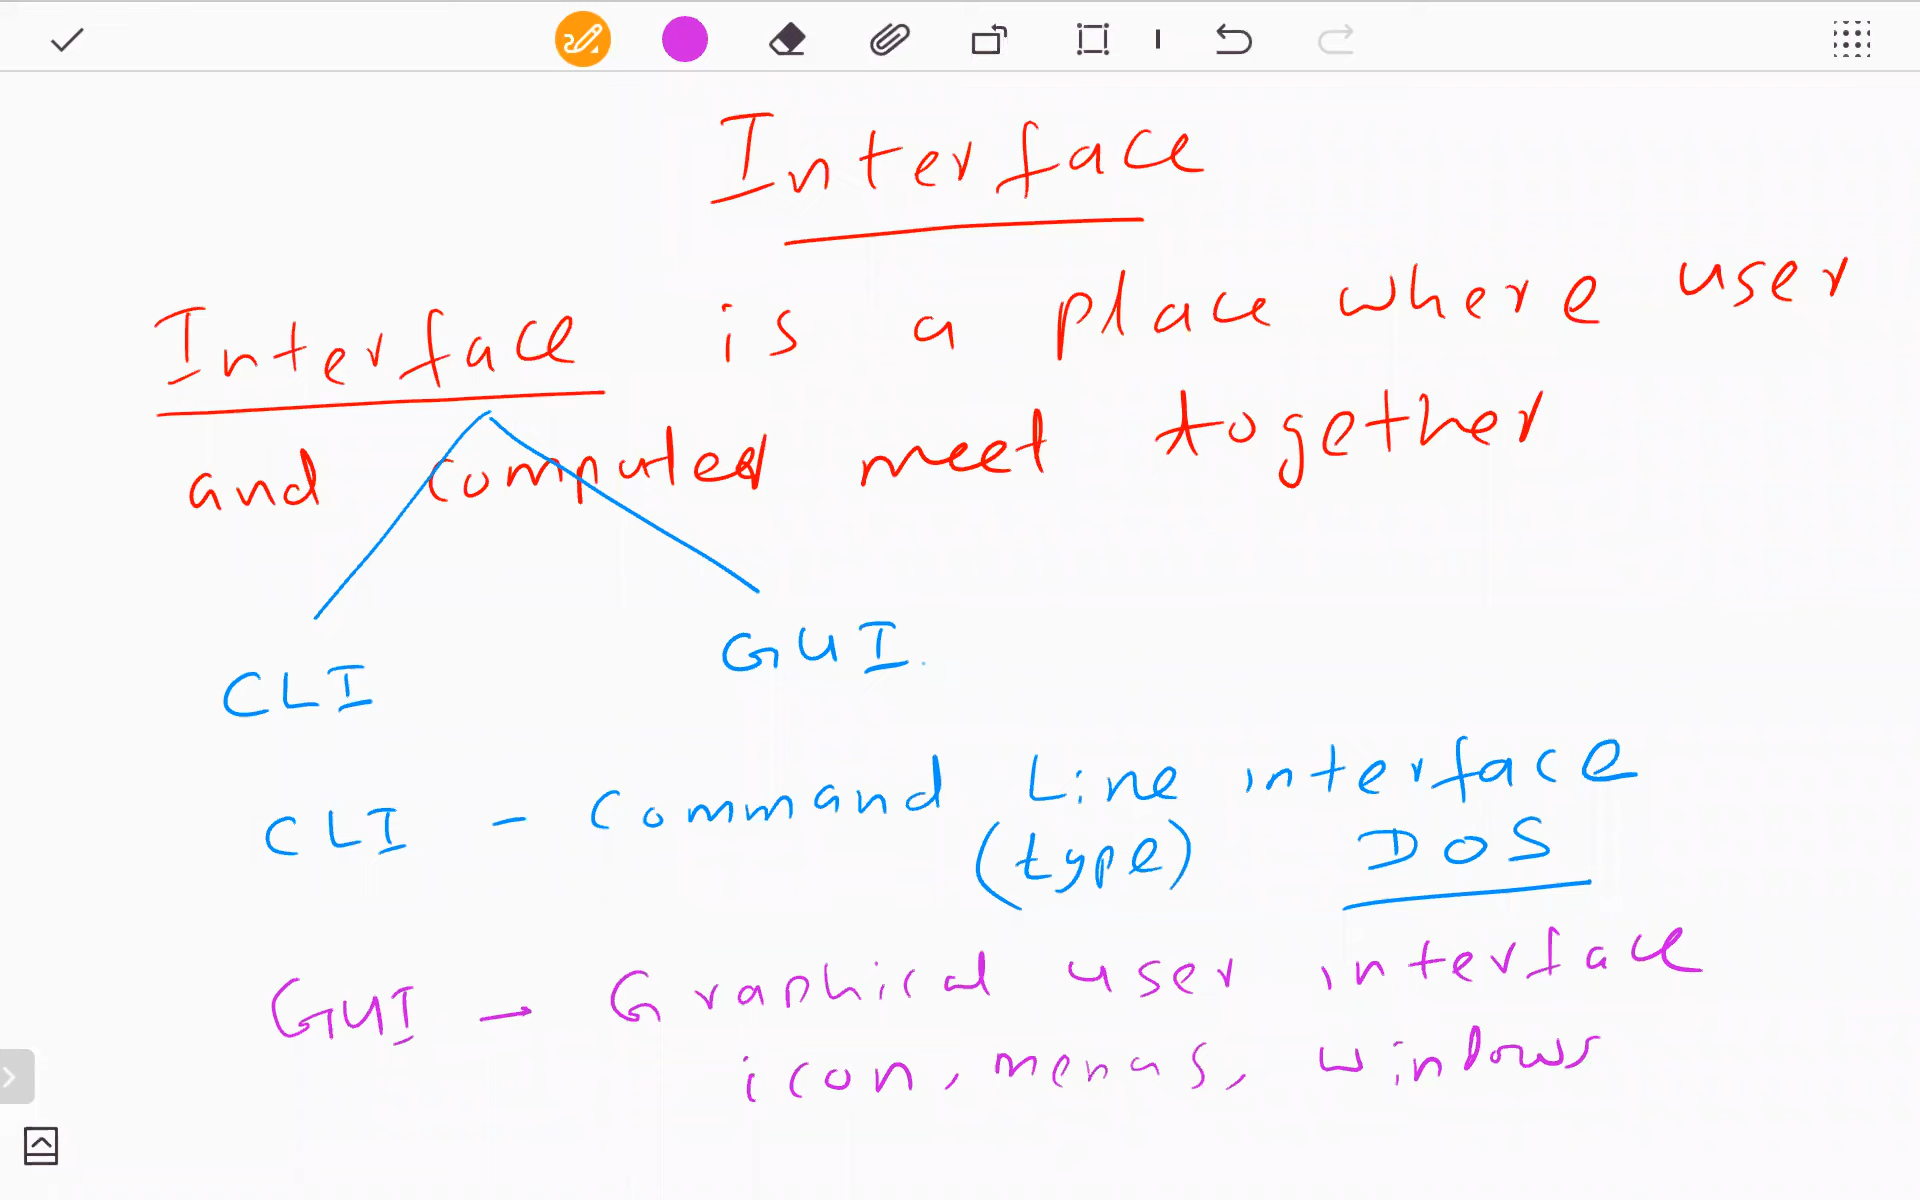 Interface
Interface is a place where user
and computer meet together
CLI GUI
CLI - Command Line interface
(type) DOS
GUI - Graphical user interface
icon, menus, windows